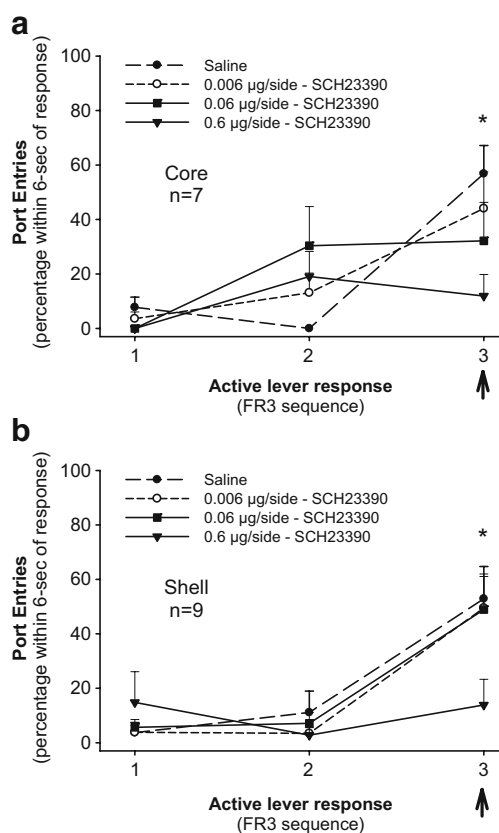 a
100
80
60
40
20
0
Port Entries
(percentage within 6-sec of response)
Saline
0.006 µg/side - SCH23390
0.06 µg/side - SCH23390
0.6 µg/side - SCH23390
*
Core
n=7
1 2 3
Active lever response
(FR3 sequence)
b
100
80
60
40
20
0
Port Entries
(percentage within 6-sec of response)
Saline
0.006 µg/side - SCH23390
0.06 µg/side - SCH23390
0.6 µg/side - SCH23390
*
Shell
n=9
1 2 3
Active lever response
(FR3 sequence)